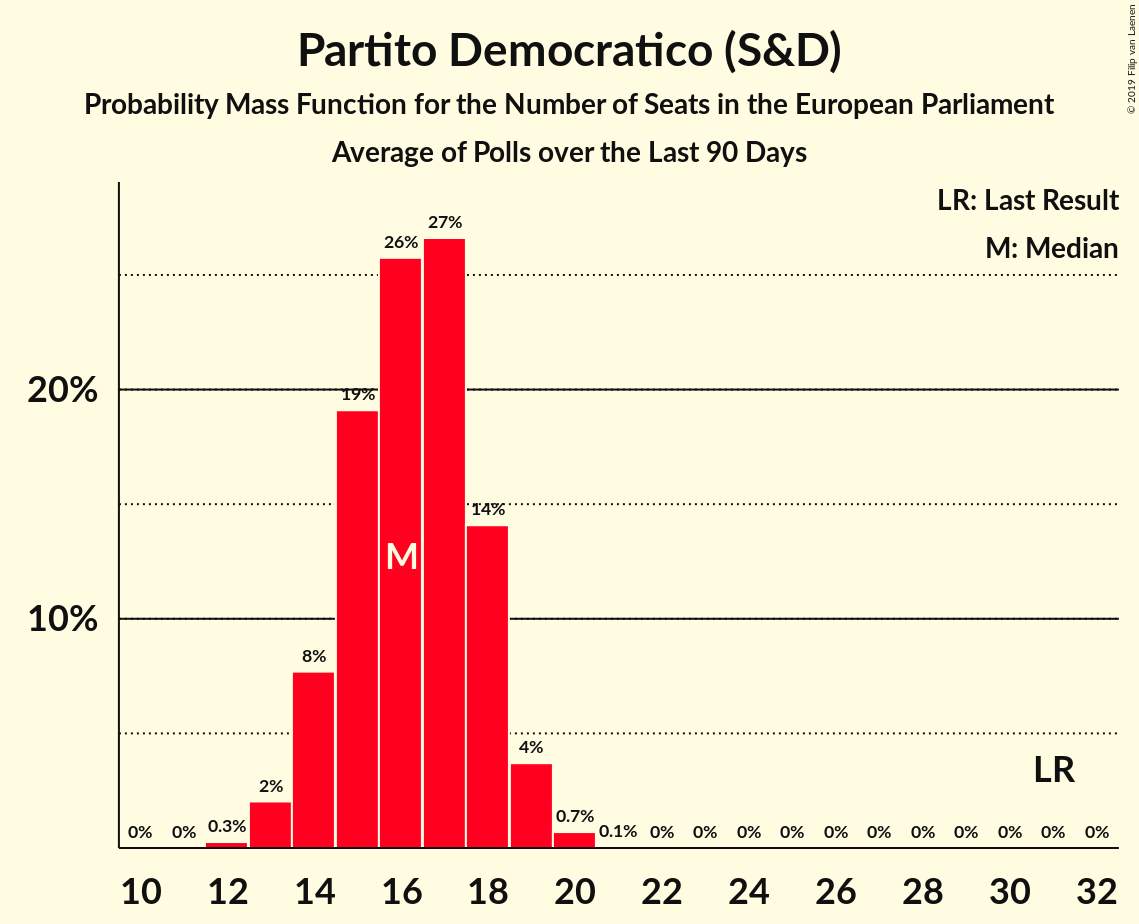 Partito Democratico (S&D)
Probability Mass Function for the Number of Seats in the European Parliament
Average of Polls over the Last 90 Days
© 2019 Filip van Laenen
LR: Last Result
M: Median
20%
10%
0% 0% 0.3% 2% 8% 19% 26% 27% 14% 4% 0.7% 0.1% 0% 0% 0% 0% 0% 0% 0% 0% 0% 0% 0%
M
LR
10 12 14 16 18 20 22 24 26 28 30 32